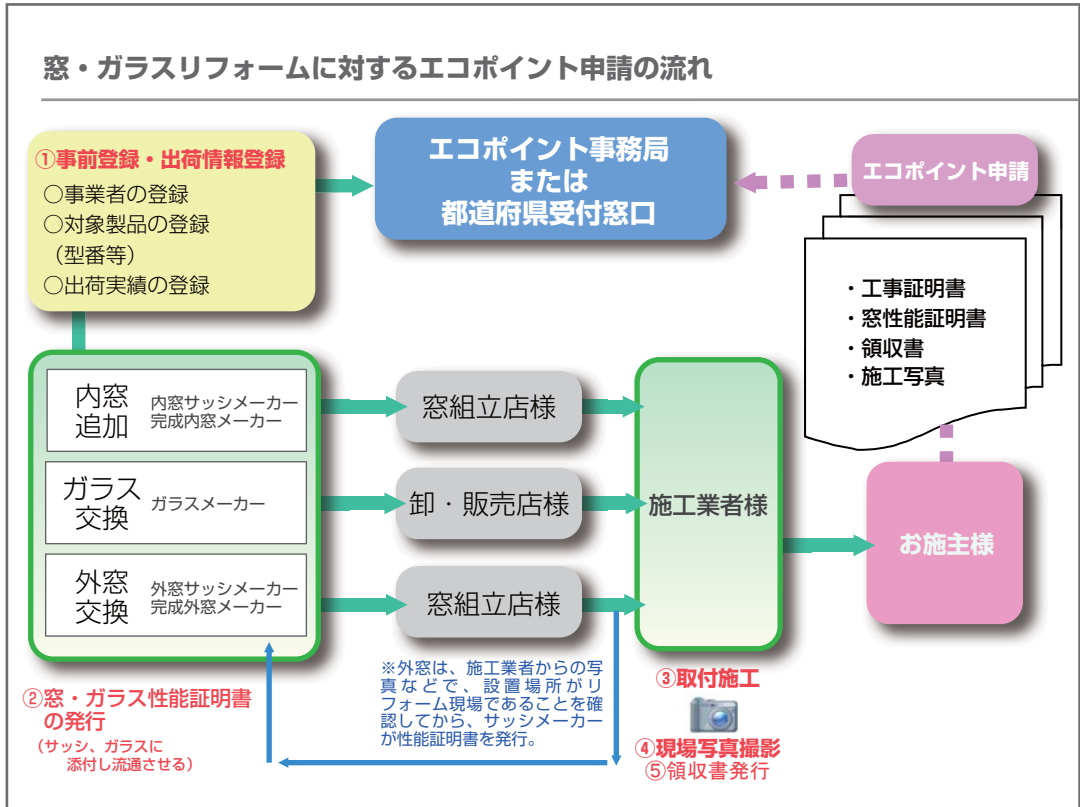 窓・ガラスリフォームに対するエコポイント申請の流れ
①事前登録・出荷情報登録
○事業者の登録
○対象製品の登録
（型番等）
○出荷実績の登録
エコポイント事務局
または
都道府県受付窓口
エコポイント申請
・工事証明書
・窓性能証明書
・領収書
・施工写真
内窓
追加
内窓サッシメーカー
完成内窓メーカー
窓組立店様
ガラス
交換
ガラスメーカー
卸・販売店様
外窓
交換
外窓サッシメーカー
完成外窓メーカー
窓組立店様
施工業者様
お施主様
②窓・ガラス性能証明書
の発行
（サッシ、ガラスに
添付し流通させる）
※外窓は、施工業者からの写
真などで、設置場所がリ
フォーム現場であることを確
認してから、サッシメーカー
が性能証明書を発行。
③取付施工
④現場写真撮影
⑤領収書発行